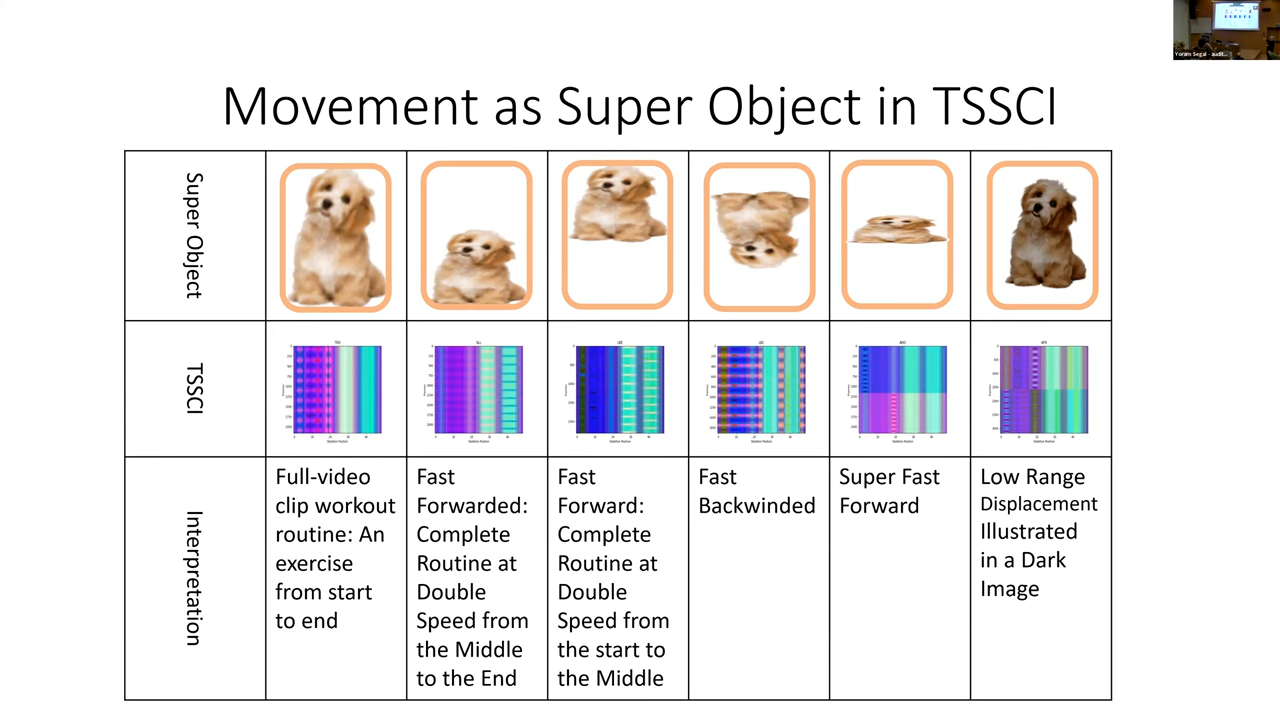 Yoram Segal - audit...
Movement as Super Object in TSSCI
Super Object
TSSCI
Interpretation
Full-video
clip workout
routine: An
exercise
from start
to end
Fast
Forwarded:
Complete
Routine at
Double
Speed from
the Middle
to the End
Fast
Forward:
Complete
Routine at
Double
Speed from
the start to
the Middle
Fast
Backwinded
Super Fast
Forward
Low Range
Displacement
Illustrated
in a Dark
Image